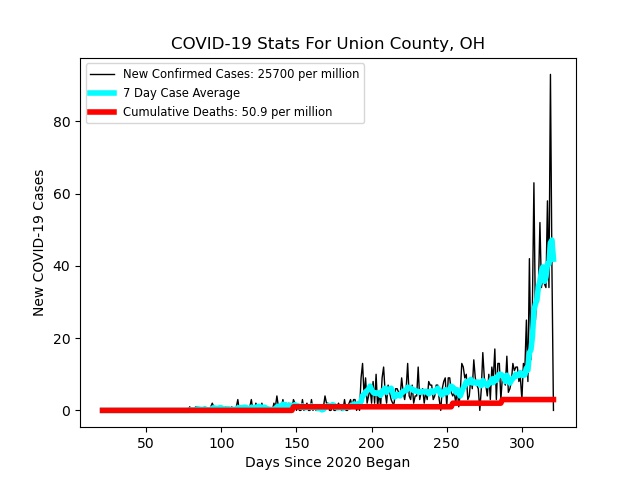 COVID-19 Stats For Union County, OH
New Confirmed Cases: 25700 per million
7 Day Case Average
Cumulative Deaths: 50.9 per million
New COVID-19 Cases
80
60
40
20
0
50 100 150 200 250 300
Days Since 2020 Began